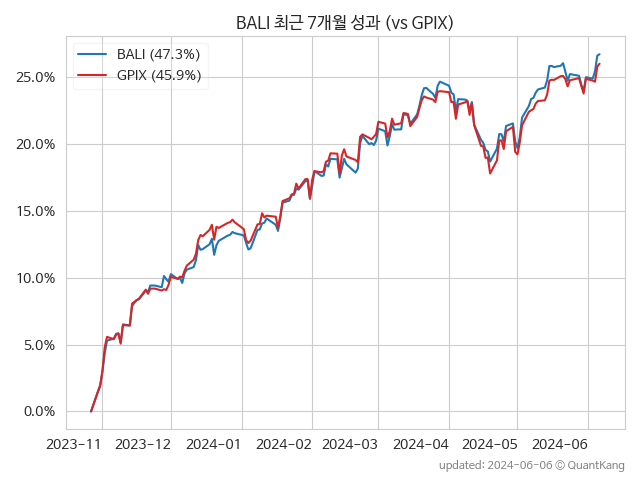 BALI 최근 7개월 성과 (vs GPIX)
BALI (47.3%)
GPIX (45.9%)
25.0%
20.0%
15.0%
10.0%
5.0%
0.0%
2023-11 2023-12 2024-01 2024-02 2024-03 2024-04 2024-05 2024-06
updated: 2024-06-06 © QuantKang